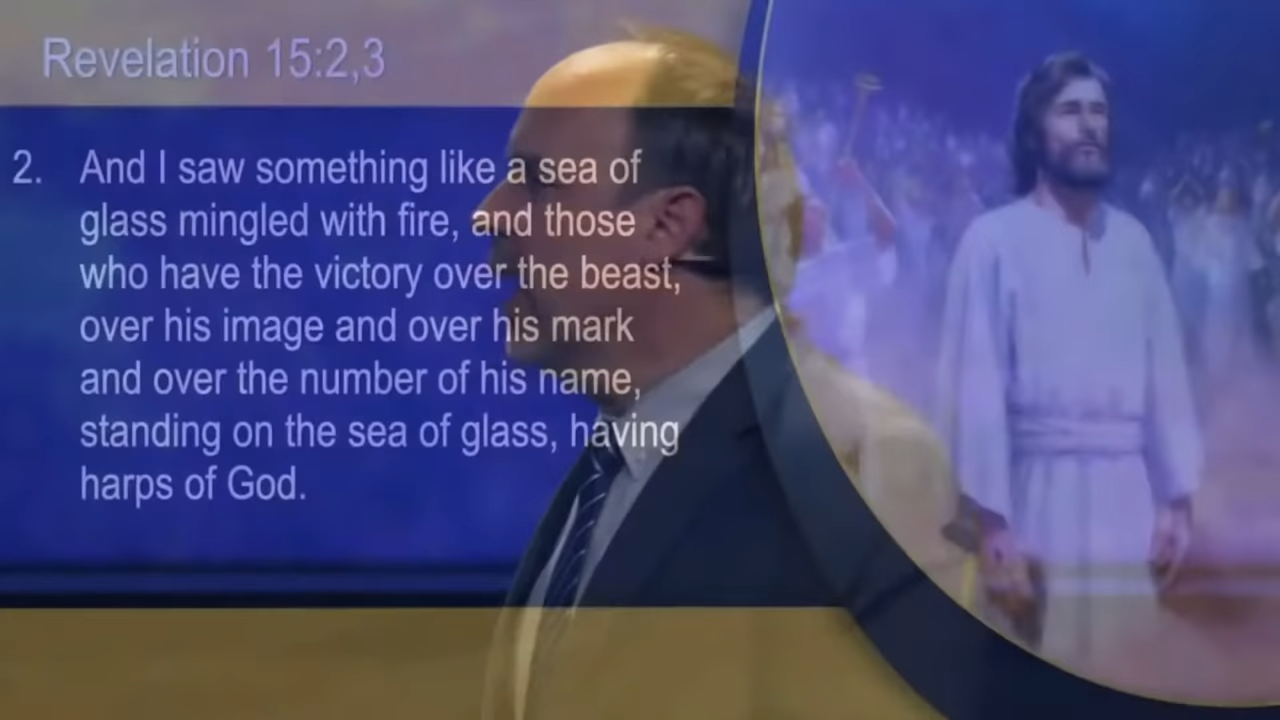 Revelation 15:2,3
2. And I saw something like a sea of
glass mingled with fire, and those
who have the victory over the beast,
over his image and over his mark
and over the number of his name,
standing on the sea of glass, having
harps of God.